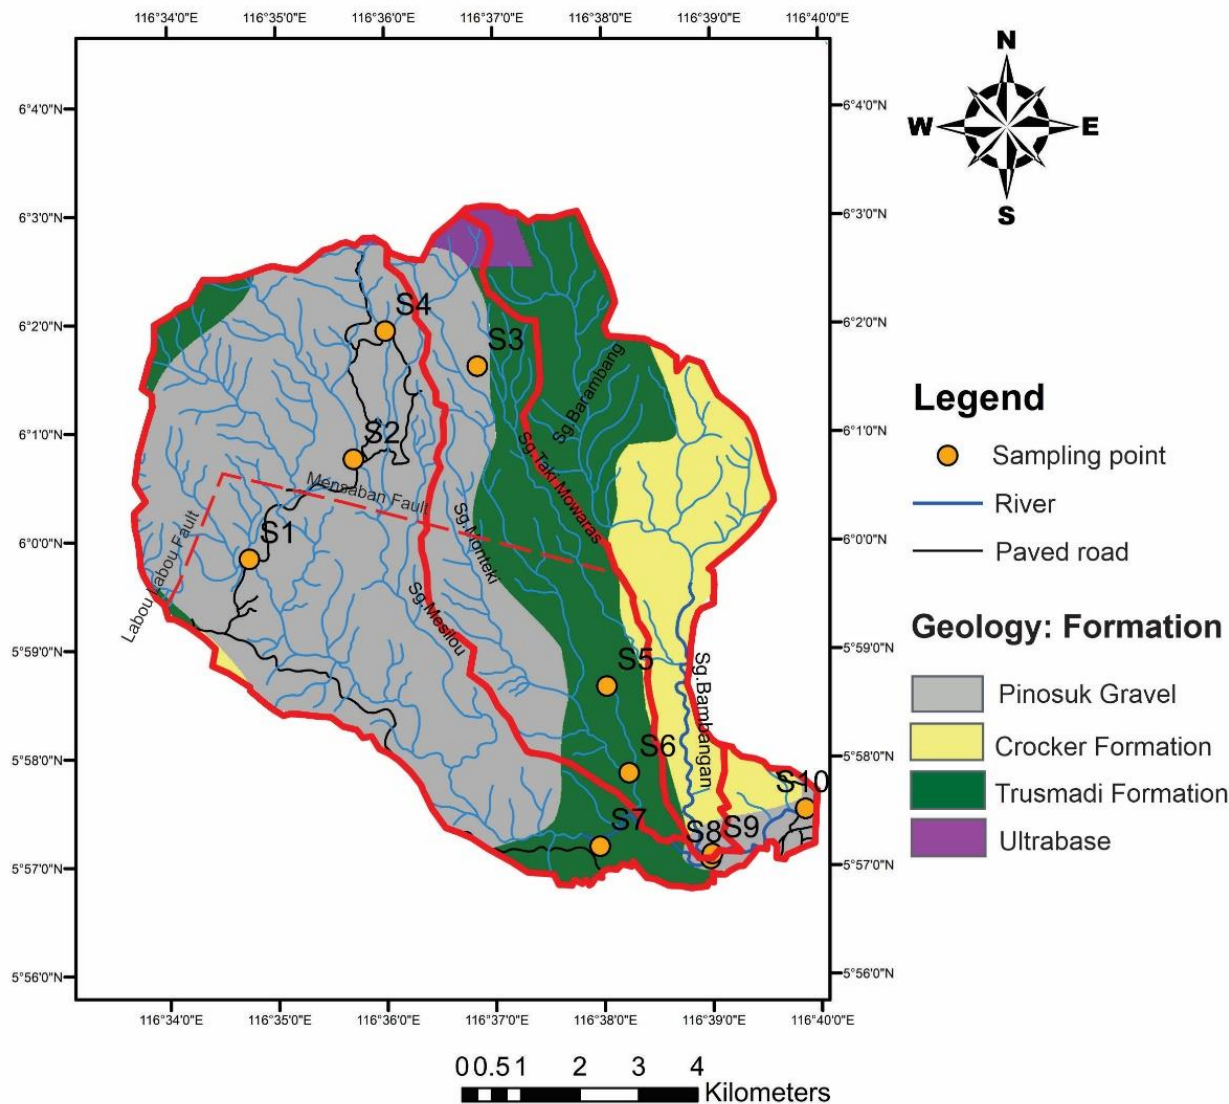 116°34'0"E 116°35'0"E 116°36'0"E 116°37'0"E 116°38'0"E 116°39'0"E 116°40'0"E
N
W E
S
6°4'0"N 6°4'0"N
6°3'0"N 6°3'0"N
6°2'0"N 6°2'0"N
6°1'0"N 6°1'0"N
6°0'0"N 6°0'0"N
5°59'0"N 5°59'0"N
5°58'0"N 5°58'0"N
5°57'0"N 5°57'0"N
5°56'0"N 5°56'0"N
S4
S3
Sg.Barambang
S2
Sg.Taki Mowaras
Mensaban Fault
Sg.Monteki
S1
Labou Labou Fault
Sg.Mesilou
S5
Sg.Bambangan
S6
S10
S7
S8 S9
116°34'0"E 116°35'0"E 116°36'0"E 116°37'0"E 116°38'0"E 116°39'0"E 116°40'0"E
0 0.5 1 2 3 4
Kilometers
Legend
Sampling point
River
Paved road
Geology: Formation
Pinosuk Gravel
Crocker Formation
Trusmadi Formation
Ultrabase